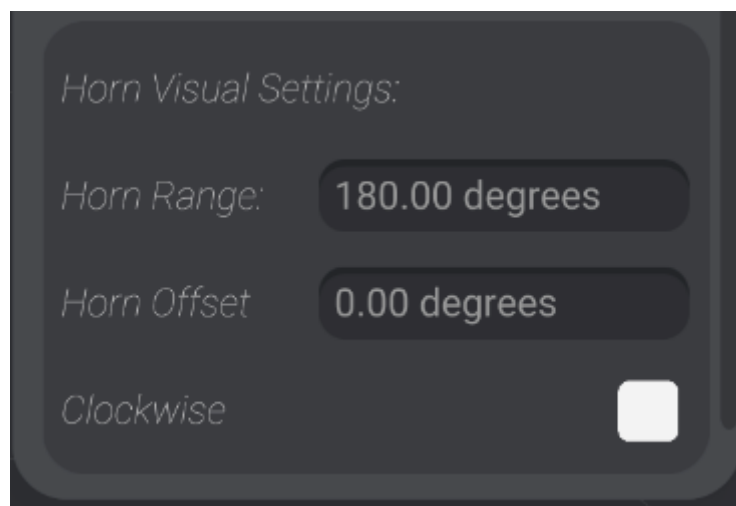 Horn Visual Settings:
Horn Range: 180.00 degrees
Horn Offset 0.00 degrees
Clockwise